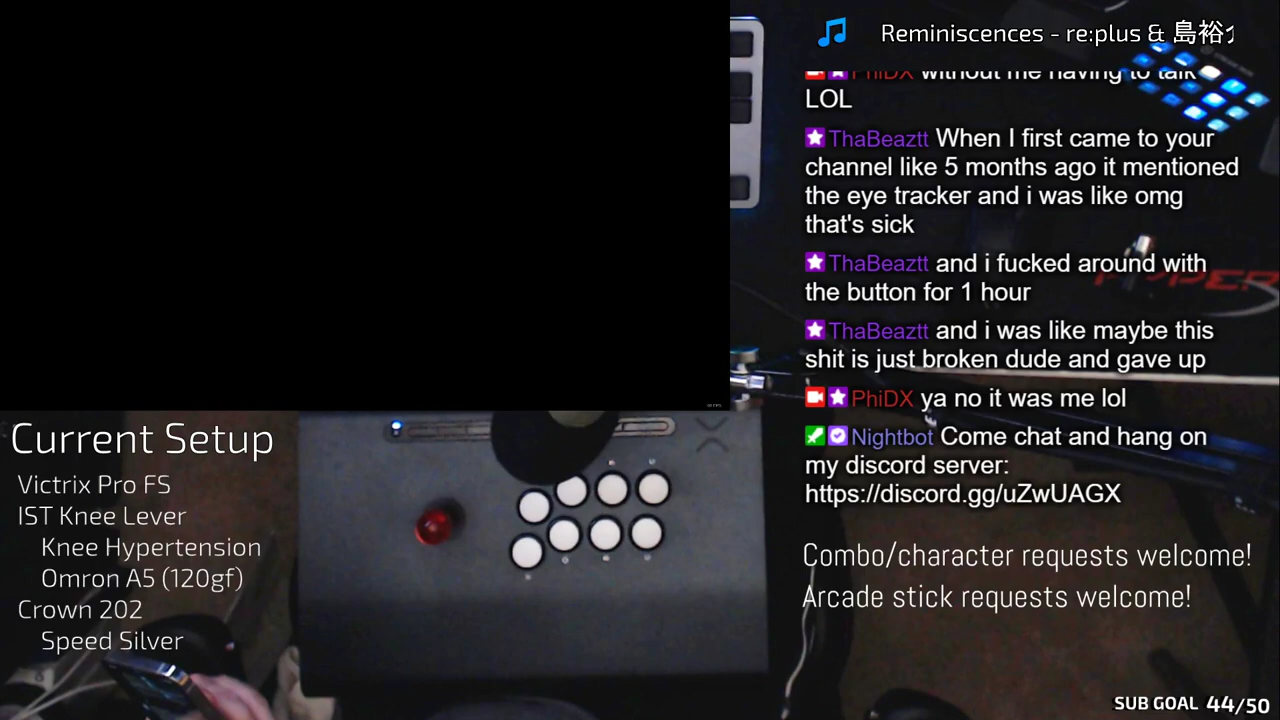 Reminiscences - re:plus & 島裕
PhiDX without me having to talk
LOL
ThaBeaztt When I first came to your
channel like 5 months ago it mentioned
the eye tracker and i was like omg
that's sick
ThaBeaztt and i fucked around with
the button for 1 hour
ThaBeaztt and i was like maybe this
shit is just broken dude and gave up
PhiDX ya no it was me lol
Nightbot Come chat and hang on
my discord server:
https://discord.gg/uZwUAGX
Combo/character requests welcome!
Arcade stick requests welcome!
Current Setup
Victrix Pro FS
IST Knee Lever
Knee Hypertension
Omron A5 (120gf)
Crown 202
Speed Silver
SUB GOAL 44/50